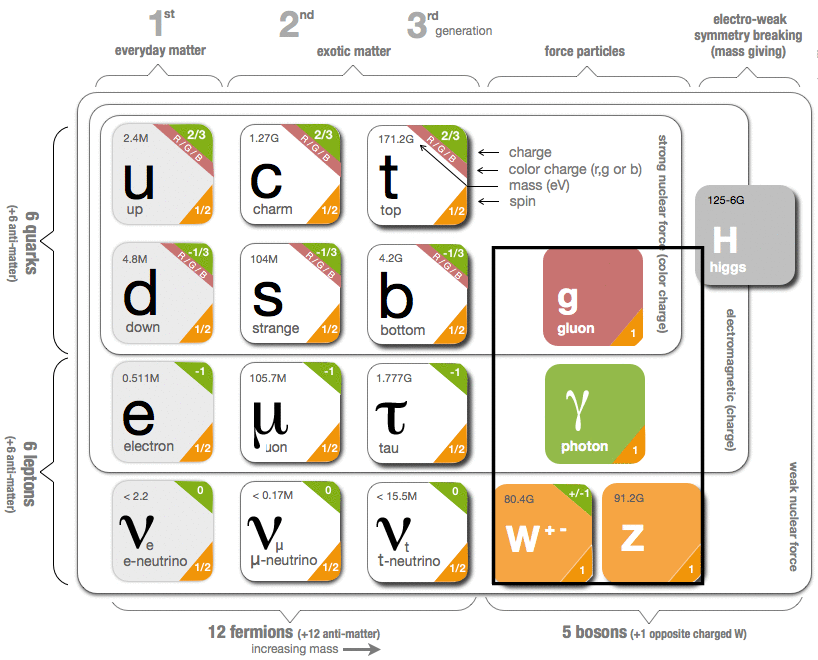 1st
2nd
3rd generation
everyday matter
exotic matter
force particles
electro-weak
symmetry breaking
(mass giving)
6 quarks
(+6 anti-matter)
6 leptons
(+6 anti-matter)
2.4M
2/3
R/G/B
u
up
1/2
1.27G
2/3
R/G/B
c
charm
1/2
171.2G
2/3
R/G/B
t
top
1/2
charge
color charge (r,g or b)
mass (eV)
spin
4.8M
-1/3
R/G/B
d
down
1/2
104M
-1/3
R/G/B
s
strange
1/2
4.2G
-1/3
R/G/B
b
bottom
1/2
g
gluon
1
strong nuclear force (color charge)
125-6G
H
higgs
0.511M
-1
e
electron
1/2
105.7M
-1
μ
uon
1/2
1.777G
-1
τ
tau
1/2
γ
photon
1
electromagnetic (charge)
< 2.2
0
νe
e-neutrino
1/2
< 0.17M
0
νμ
μ-neutrino
1/2
< 15.5M
0
νt
t-neutrino
1/2
80.4G
+/-1
W+-
1
91.2G
Z
1
weak nuclear force
12 fermions (+12 anti-matter)
increasing mass
5 bosons (+1 opposite charged W)